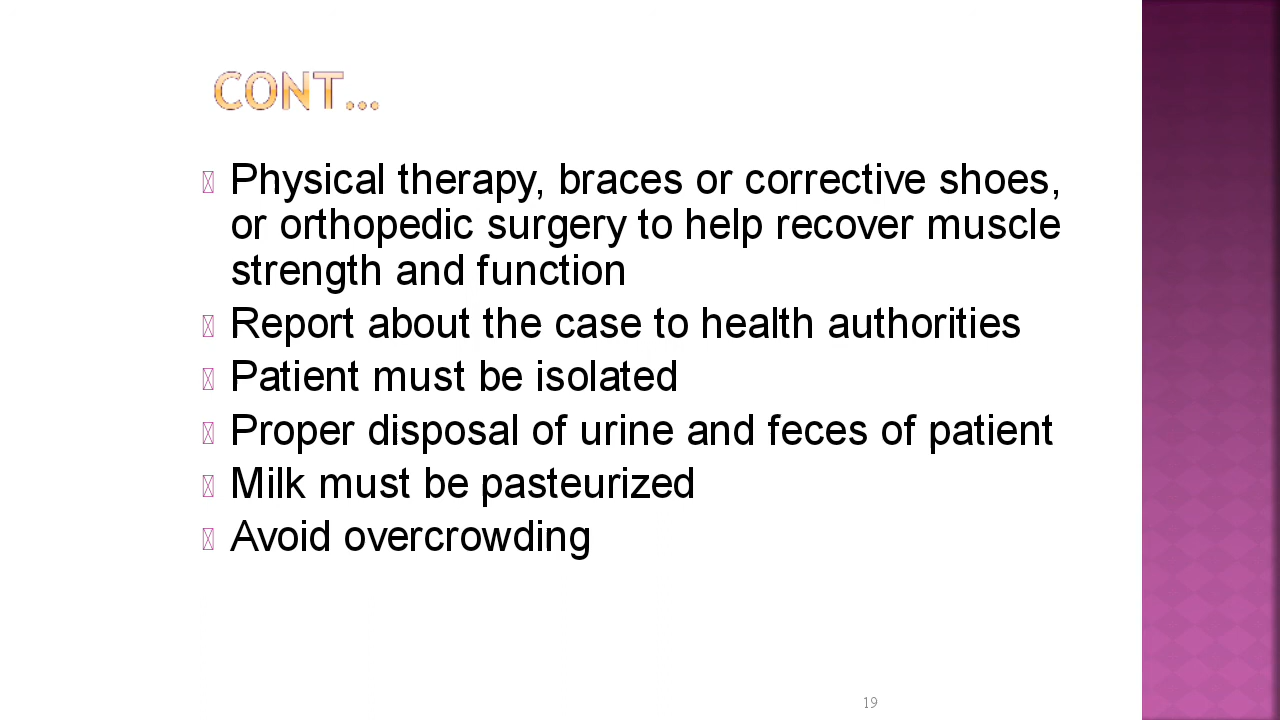 CONT…
Physical therapy, braces or corrective shoes,
or orthopedic surgery to help recover muscle
strength and function
Report about the case to health authorities
Patient must be isolated
Proper disposal of urine and feces of patient
Milk must be pasteurized
Avoid overcrowding
19